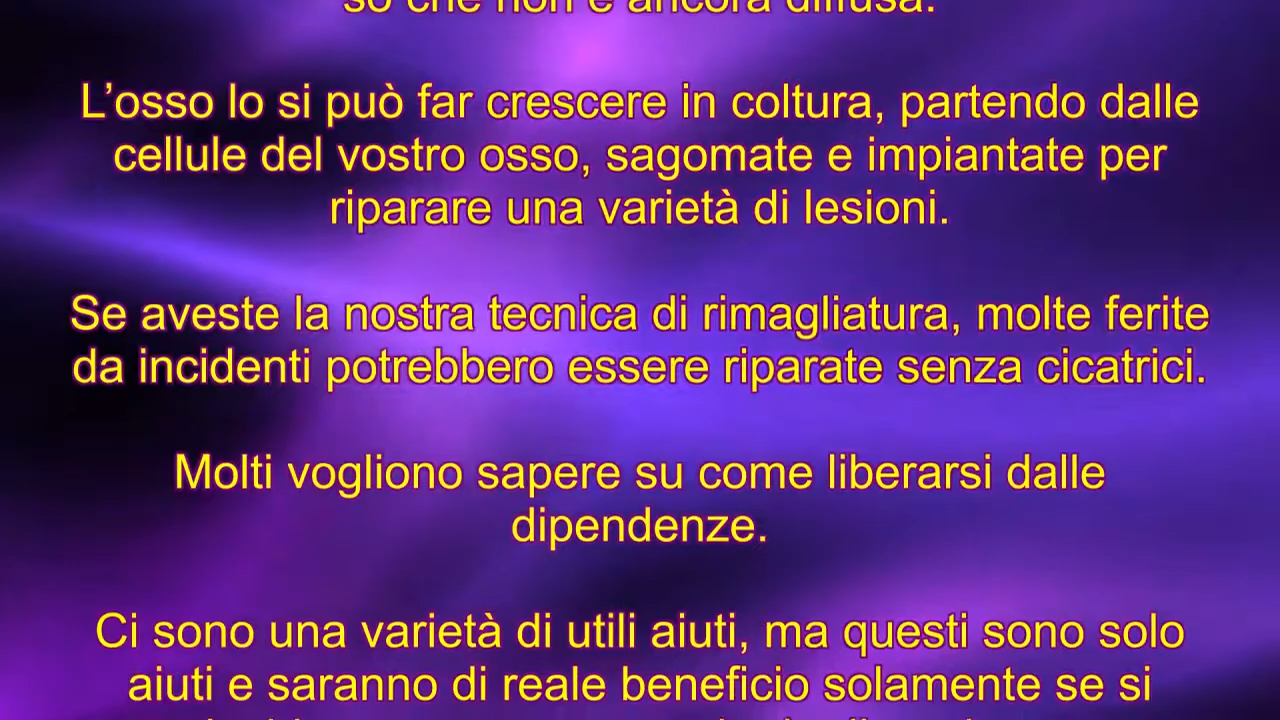 so che non è ancora diffusa.
L’osso lo si può far crescere in coltura, partendo dalle
cellule del vostro osso, sagomate e impiantate per
riparare una varietà di lesioni.
Se aveste la nostra tecnica di rimagliatura, molte ferite
da incidenti potrebbero essere riparate senza cicatrici.
Molti vogliono sapere su come liberarsi dalle
dipendenze.
Ci sono una varietà di utili aiuti, ma questi sono solo
aiuti e saranno di reale beneficio solamente se si